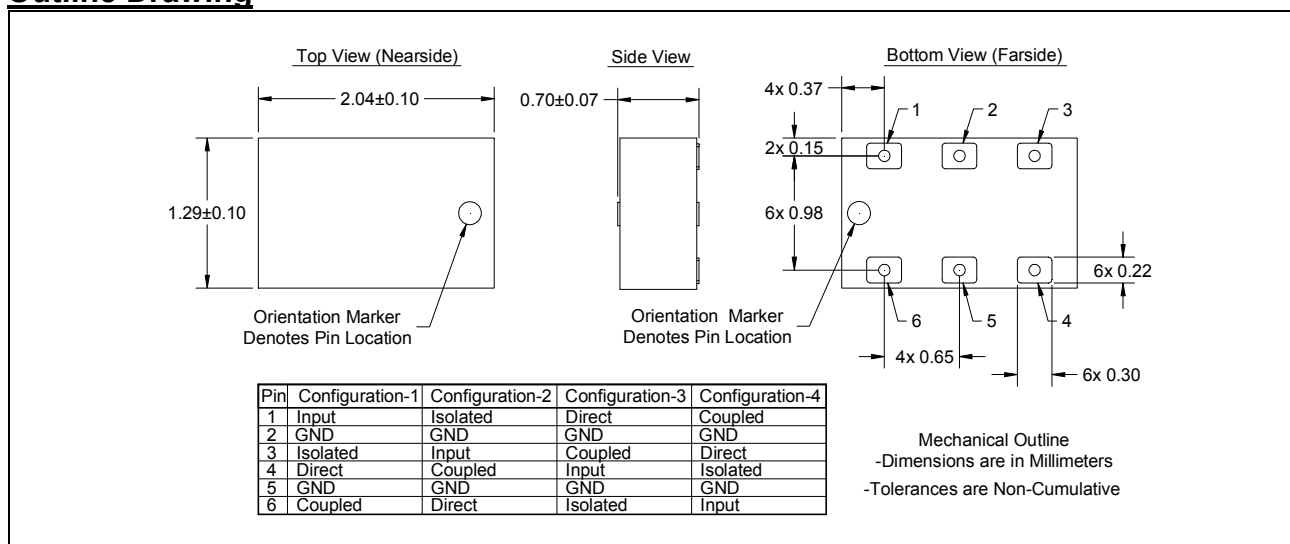 Outline Drawing
Top View (Nearside)
Side View
Bottom View (Farside)
2.04±0.10
0.70±0.07
4x 0.37
1
2
3
2x 0.15
1.29±0.10
6x 0.98
6x 0.22
Orientation Marker
Denotes Pin Location
Orientation Marker
Denotes Pin Location
6
5
4
4x 0.65
6x 0.30
Pin Configuration-1 Configuration-2 Configuration-3 Configuration-4
1 Input Isolated Direct Coupled
2 GND GND GND GND
3 Isolated Input Coupled Direct
4 Direct Coupled Input Isolated
5 GND GND GND GND
6 Coupled Direct Isolated Input
Mechanical Outline
-Dimensions are in Millimeters
-Tolerances are Non-Cumulative